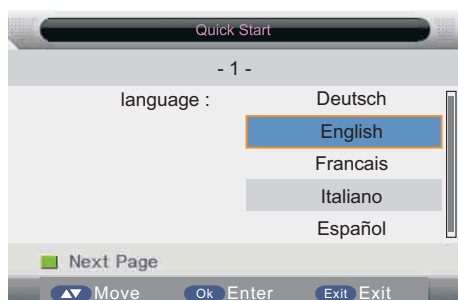 Quick Start
- 1 -
language : Deutsch
English
Francais
Italiano
Español
Next Page
Move Ok Enter Exit Exit